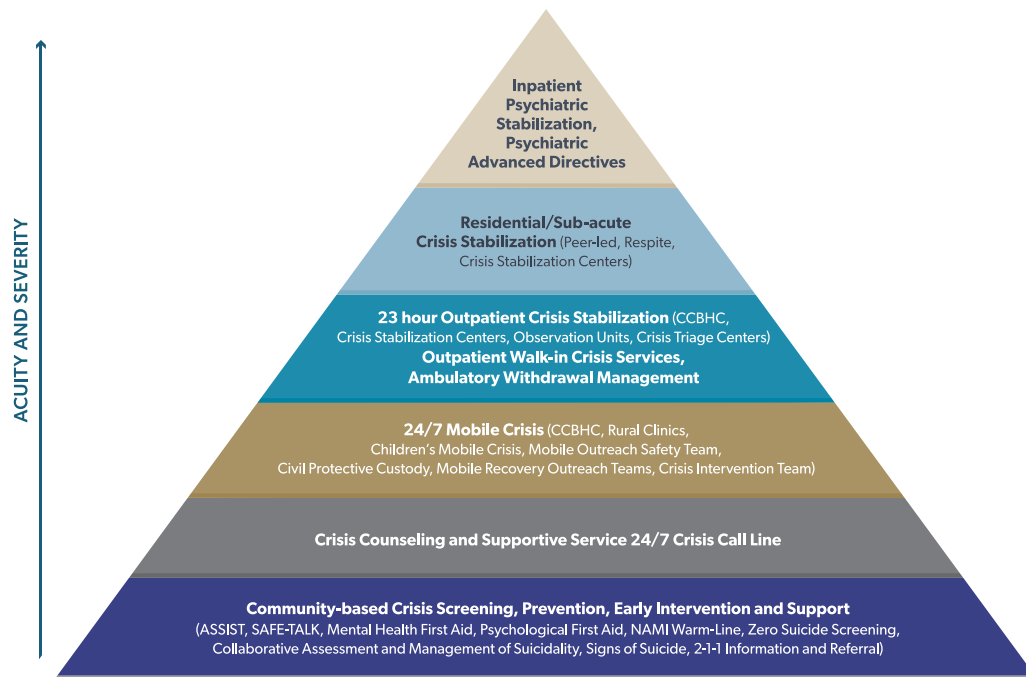 ACUITY AND SEVERITY
Inpatient
Psychiatric
Stabilization,
Psychiatric
Advanced Directives
Residential/Sub-acute
Crisis Stabilization (Peer-led, Respite,
Crisis Stabilization Centers)
23 hour Outpatient Crisis Stabilization (CCBHC,
Crisis Stabilization Centers, Observation Units, Crisis Triage Centers)
Outpatient Walk-in Crisis Services,
Ambulatory Withdrawal Management
24/7 Mobile Crisis (CCBHC, Rural Clinics,
Children's Mobile Crisis, Mobile Outreach Safety Team,
Civil Protective Custody, Mobile Recovery Outreach Teams, Crisis Intervention Team)
Crisis Counseling and Supportive Service 24/7 Crisis Call Line
Community-based Crisis Screening, Prevention, Early Intervention and Support
(ASSIST, SAFE-TALK, Mental Health First Aid, Psychological First Aid, NAMI Warm-Line, Zero Suicide Screening,
Collaborative Assessment and Management of Suicidality, Signs of Suicide, 2-1-1 Information and Referral)